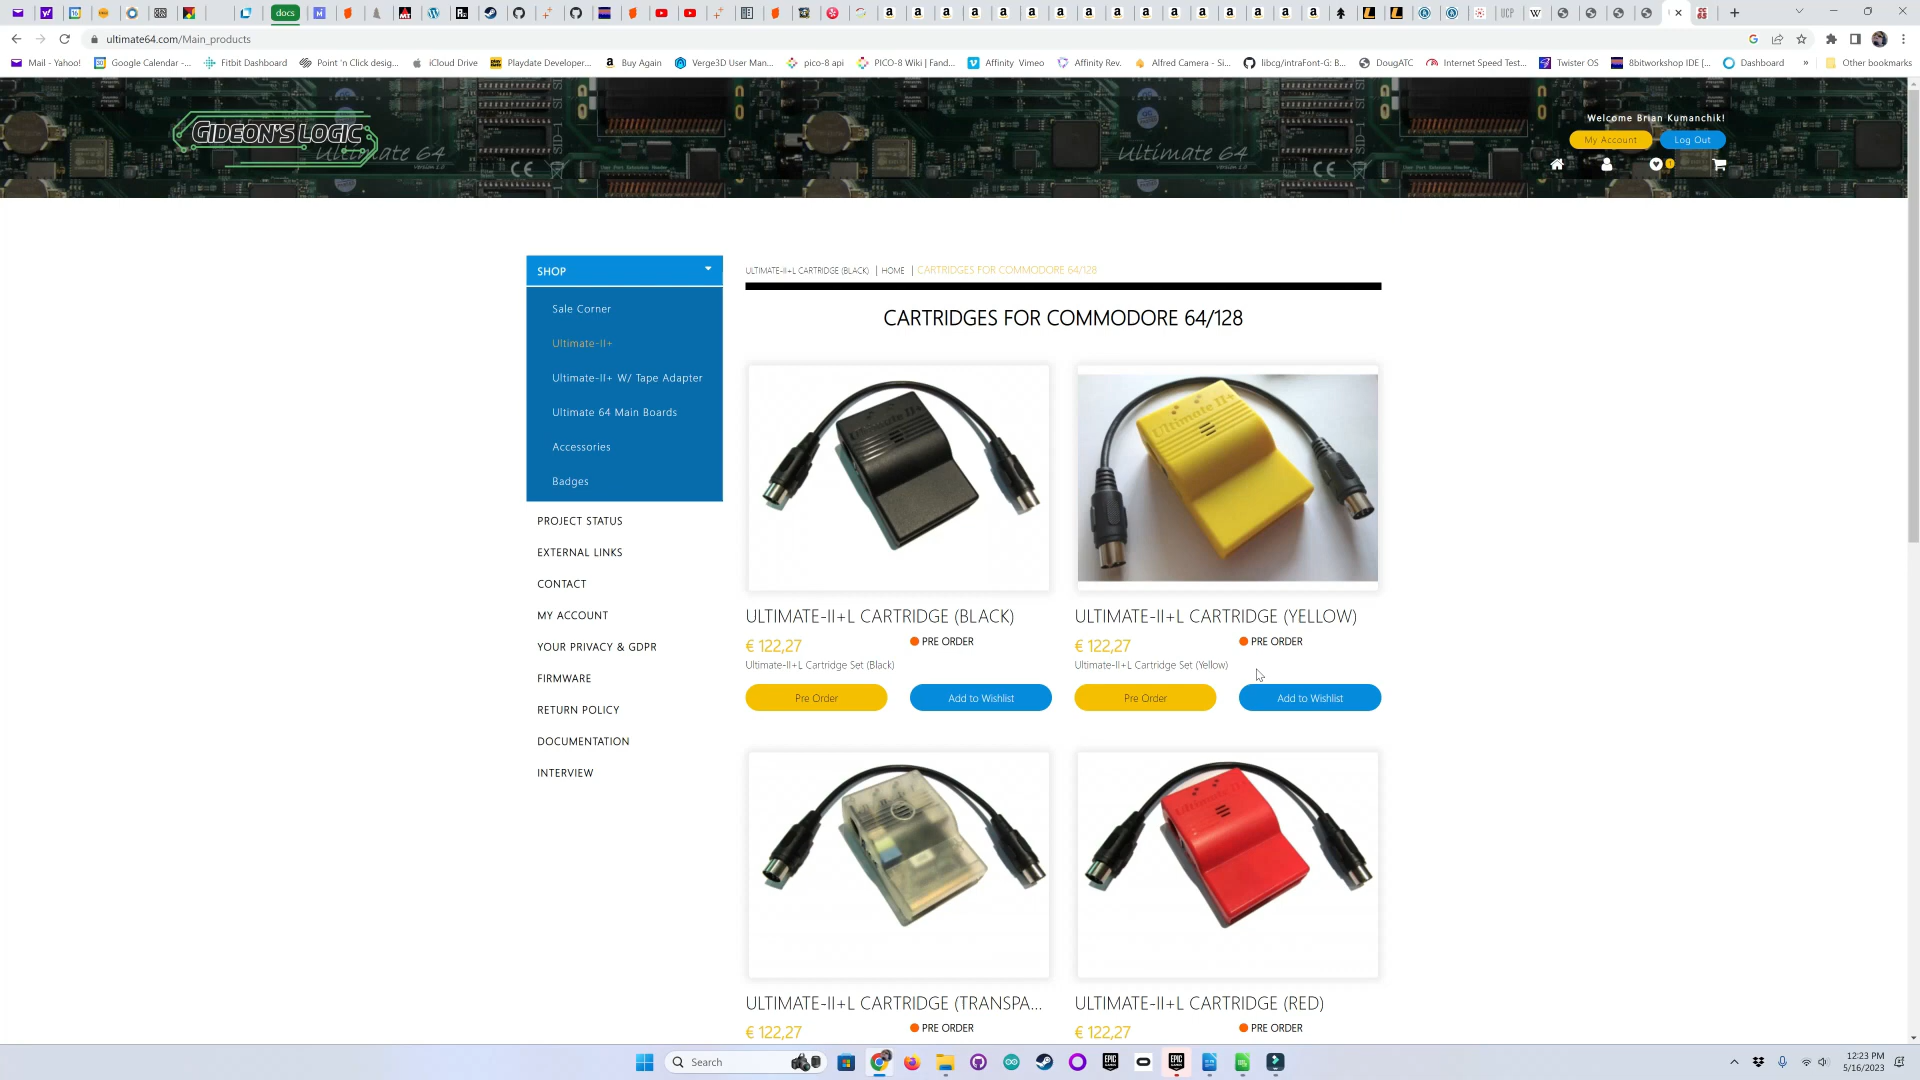 docs
UCP
W
ultimate64.com/Main_products
Mail - Yahoo!
Google Calendar -...
Fitbit Dashboard
Point 'n Click desig...
iCloud Drive
Playdate Developer...
Buy Again
Verge3D User Man...
pico-8 api
PICO-8 Wiki | Fand...
Affinity Vimeo
Affinity Rev.
Alfred Camera - Si...
libcg/intraFont-G: B...
DougATC
Internet Speed Test...
Twister OS
8bitworkshop IDE [...
Dashboard
»
Other bookmarks
GIDEON'S LOGIC
Ultimate 64
Welcome Brian Kumanchik!
My Account
Log Out
SHOP
Sale Corner
Ultimate-II+
Ultimate-II+ W/ Tape Adapter
Ultimate 64 Main Boards
Accessories
Badges
PROJECT STATUS
EXTERNAL LINKS
CONTACT
MY ACCOUNT
YOUR PRIVACY & GDPR
FIRMWARE
RETURN POLICY
DOCUMENTATION
INTERVIEW
ULTIMATE-II+L CARTRIDGE (BLACK) | HOME | CARTRIDGES FOR COMMODORE 64/128
CARTRIDGES FOR COMMODORE 64/128
ULTIMATE-II+L CARTRIDGE (BLACK)
€ 122,27
PRE ORDER
Ultimate-II+L Cartridge Set (Black)
Pre Order
Add to Wishlist
Ultimate II+
ULTIMATE-II+L CARTRIDGE (YELLOW)
€ 122,27
PRE ORDER
Ultimate-II+L Cartridge Set (Yellow)
Pre Order
Add to Wishlist
ULTIMATE-II+L CARTRIDGE (TRANSPA...
€ 122,27
PRE ORDER
Ultimate II+
ULTIMATE-II+L CARTRIDGE (RED)
€ 122,27
PRE ORDER
Search
12:23 PM
5/16/2023